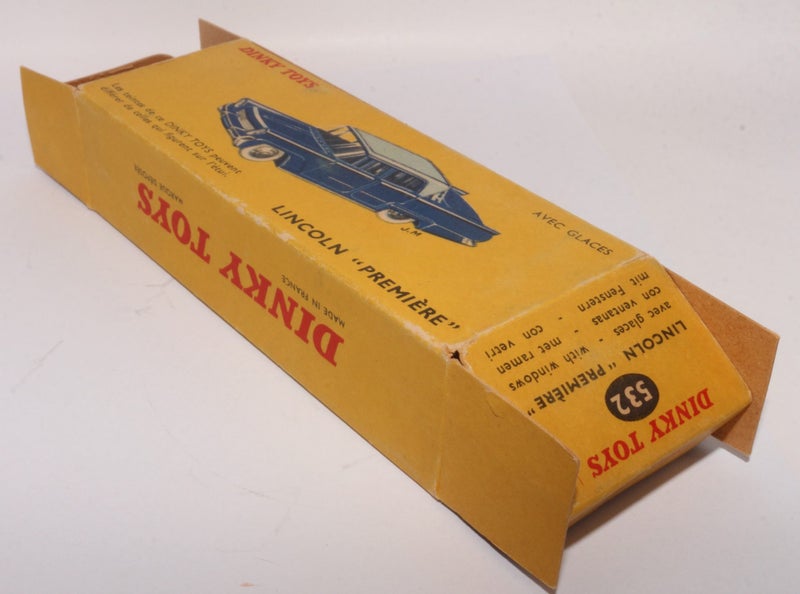 DINKY TOYS
Les teintes de ce DINKY TOYS peuvent
différer de celles qui figurent sur l'étui.
J.M
AVEC GLACES
LINCOLN "PREMIÈRE"
MARQUE DÉPOSÉE
DINKY TOYS
MADE IN FRANCE
DINKY TOYS
532
LINCOLN "PREMIÈRE"
avec glaces - with windows
con ventanas - met ramen
mit Fenstern - con vetri